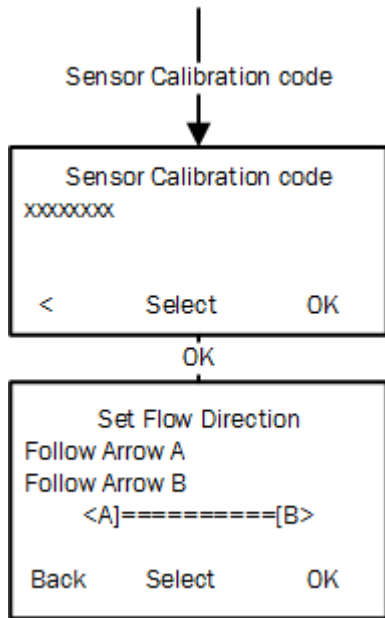 Sensor Calibration code
Sensor Calibration code
xxxxxxxx
< Select OK
OK
Set Flow Direction
Follow Arrow A
Follow Arrow B
<A]==========[B>
Back Select OK